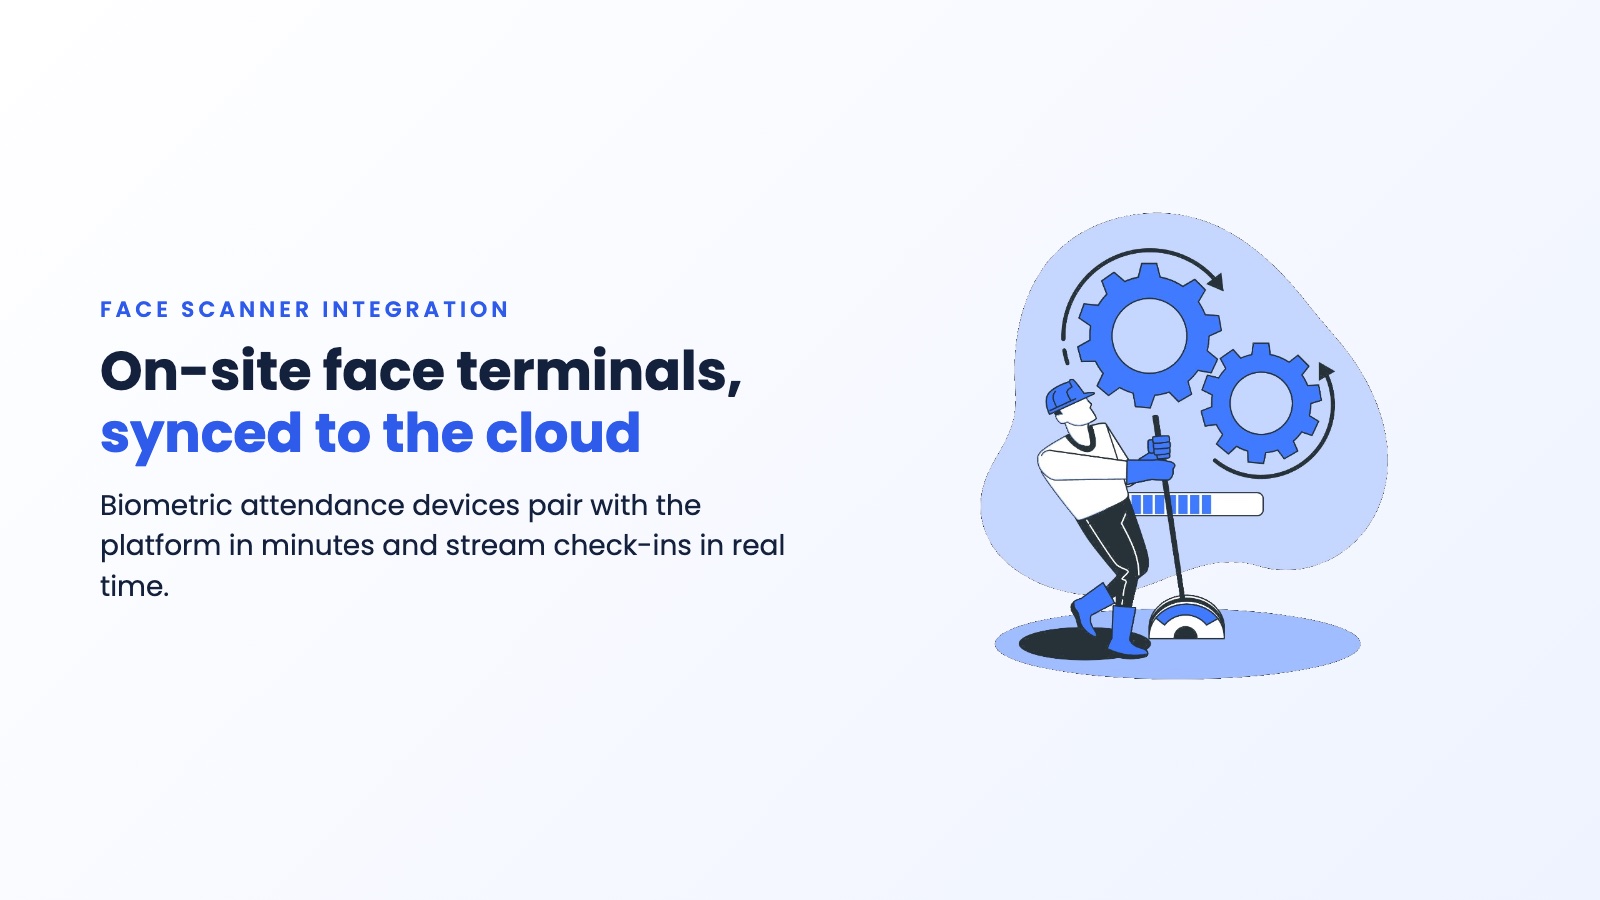 FACE SCANNER INTEGRATION
On-site face terminals,
synced to the cloud
Biometric attendance devices pair with the
platform in minutes and stream check-ins in real
time.